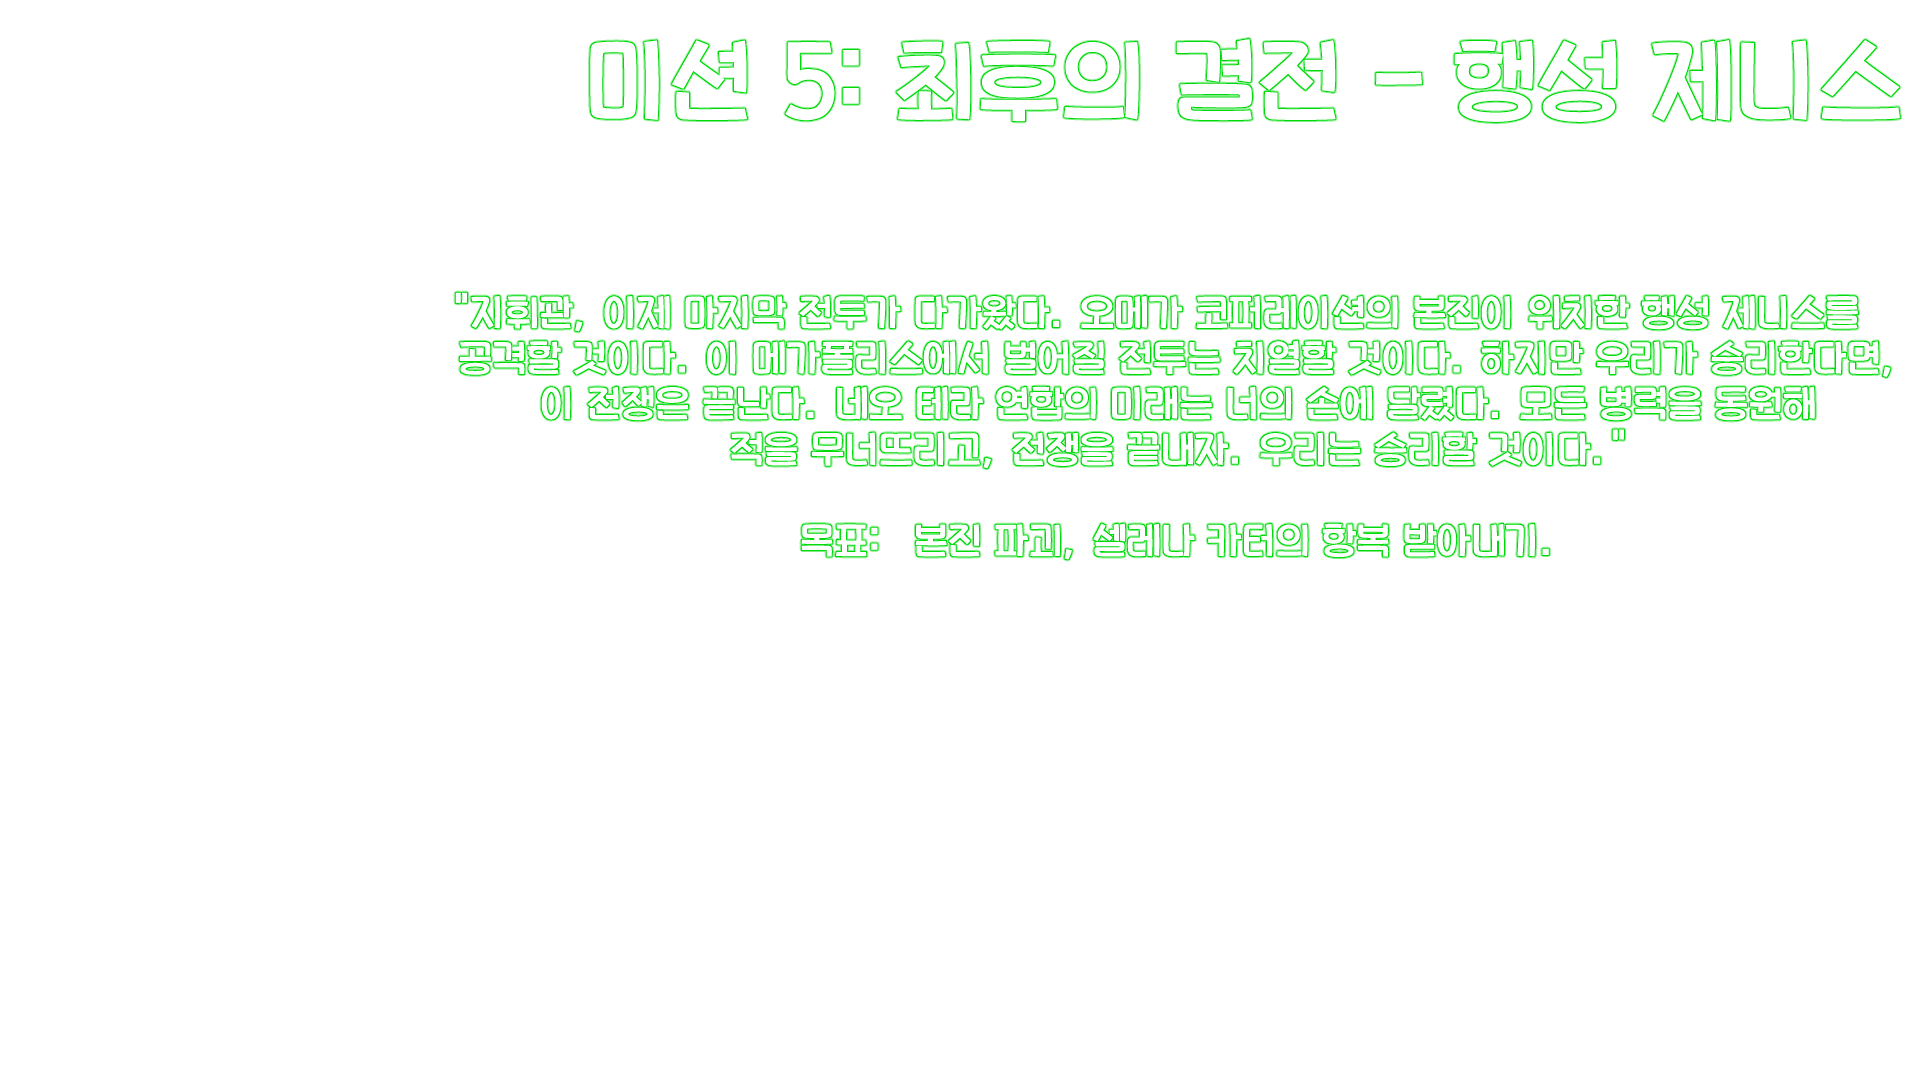 미션 5: 최후의 결전 - 행성 제니스
"지휘관, 이제 마지막 전투가 다가왔다. 오메가 코퍼레이션의 본진이 위치한 행성 제니스를
공격할 것이다. 이 메가폴리스에서 벌어질 전투는 치열할 것이다. 하지만 우리가 승리한다면,
이 전쟁은 끝난다. 네오 테라 연합의 미래는 너의 손에 달렸다. 모든 병력을 동원해
적을 무너뜨리고, 전쟁을 끝내자. 우리는 승리할 것이다."
목표: 본진 파괴, 셀레나 카터의 항복 받아내기.